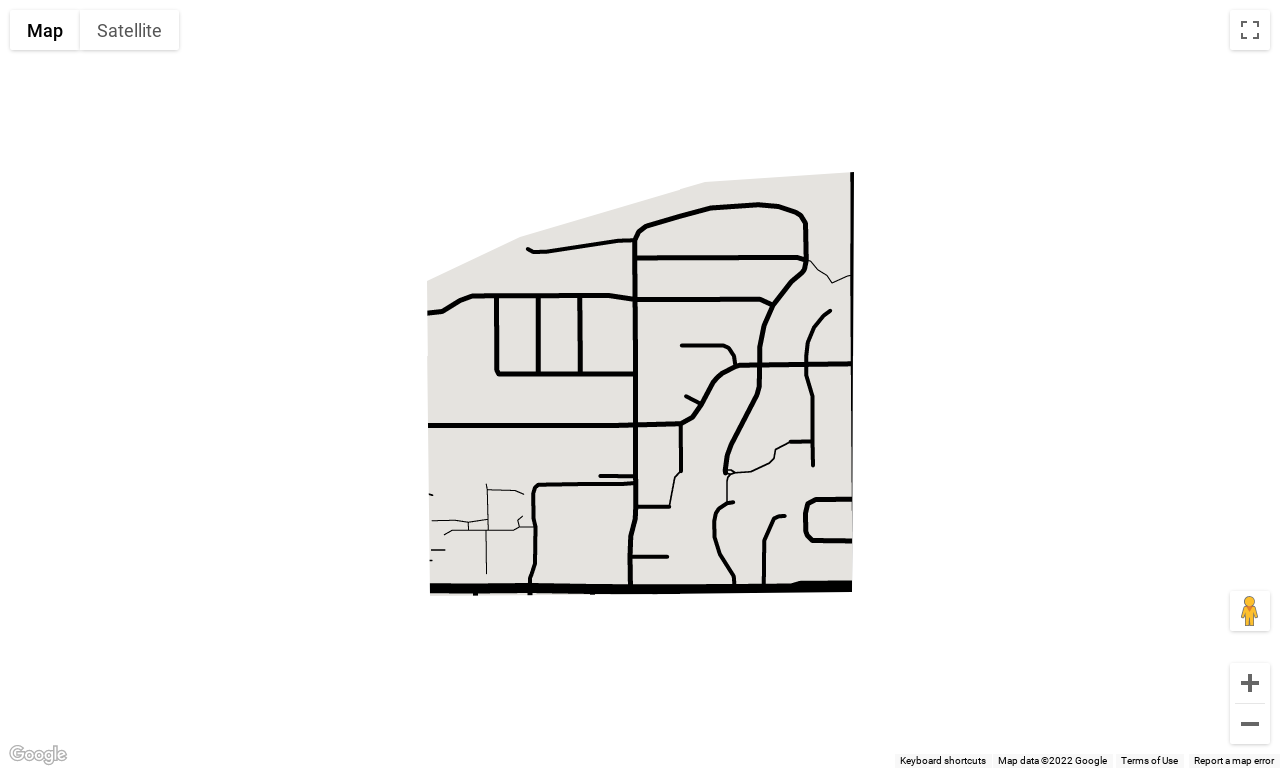 Map Satellite
Google
Keyboard shortcuts Map data ©2022 Google Terms of Use Report a map error